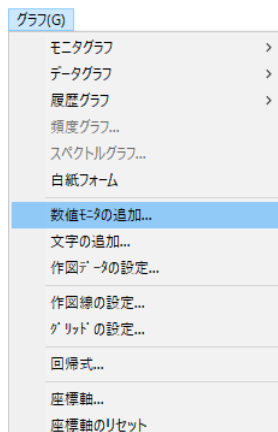 グラフ(G)
モニタグラフ >
データグラフ >
履歴グラフ >
頻度グラフ...
スペクトルグラフ...
白紙フォーム
数値ﾓﾆﾀの追加...
文字の追加...
作図ﾃﾞｰﾀの設定...
作図線の設定...
ｸﾞﾘｯﾄﾞの設定...
回帰式...
座標軸...
座標軸のリセット